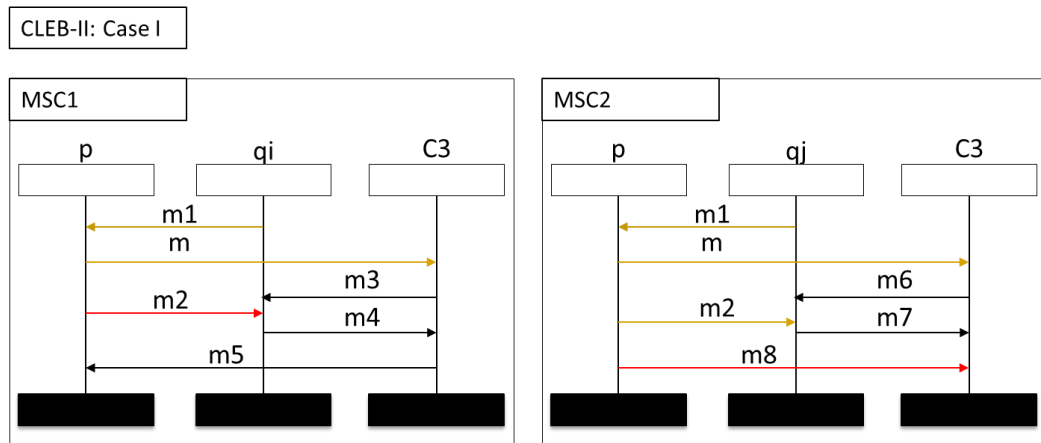 CLEB-II: Case I
MSC1
p qi C3
m1
m
m3
m2
m4
m5
MSC2
p qj C3
m1
m
m6
m2
m7
m8